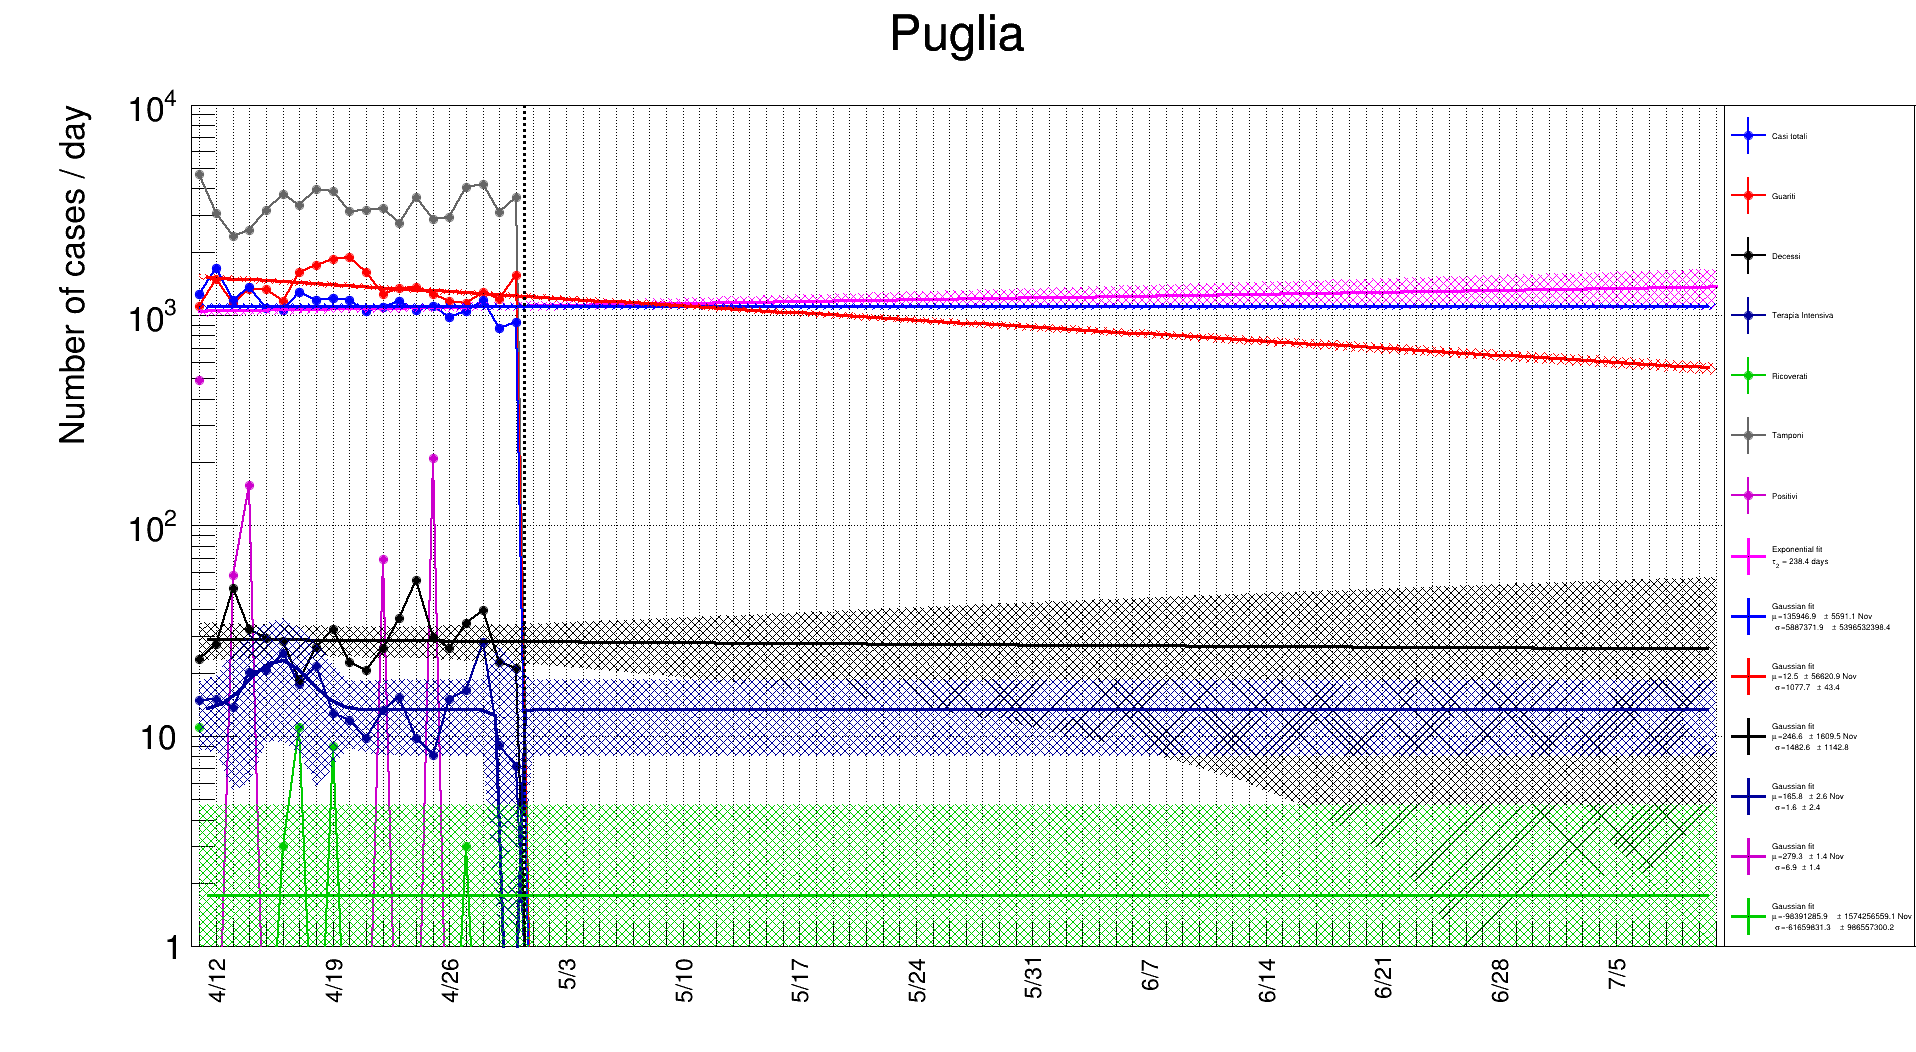 Puglia
Number of cases / day
10^4
10^3
10^2
10
1
4/12
4/19
4/26
5/3
5/10
5/17
5/24
5/31
6/7
6/14
6/21
6/28
7/5
Casi totali
Guariti
Decessi
Terapia Intensiva
Ricoverati
Tamponi
Positivi
Exponential fit
τ_2 = 238.4 days
Gaussian fit
μ=135946.9 ± 5591.1 Nov
σ=5887371.9 ± 5396532398.4
Gaussian fit
μ=12.5 ± 56620.9 Nov
σ=1077.7 ± 43.4
Gaussian fit
μ=246.6 ± 1609.5 Nov
σ=1482.6 ± 1142.8
Gaussian fit
μ=165.8 ± 2.6 Nov
σ=1.6 ± 2.4
Gaussian fit
μ=279.3 ± 1.4 Nov
σ=6.9 ± 1.4
Gaussian fit
μ=-98391285.9 ± 1574256559.1 Nov
σ=-61659831.3 ± 986557300.2